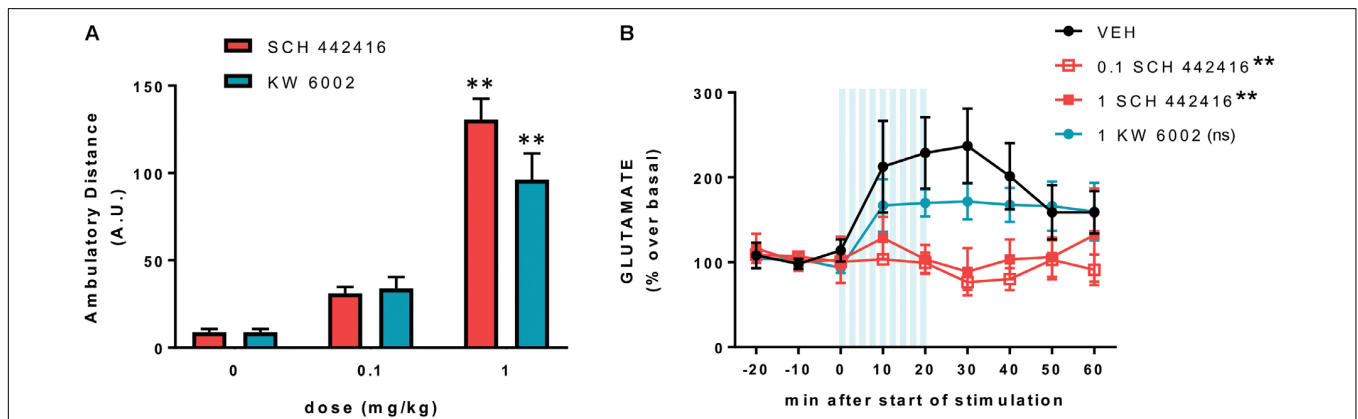 A
SCH 442416
KW 6002
Ambulatory Distance
(A.U.)
150
100
50
0
**
**
0 0.1 1
dose (mg/kg)
B
VEH
0.1 SCH 442416**
1 SCH 442416**
1 KW 6002 (ns)
GLUTAMATE
(% over basal)
300
200
100
0
-20 -10 0 10 20 30 40 50 60
min after start of stimulation